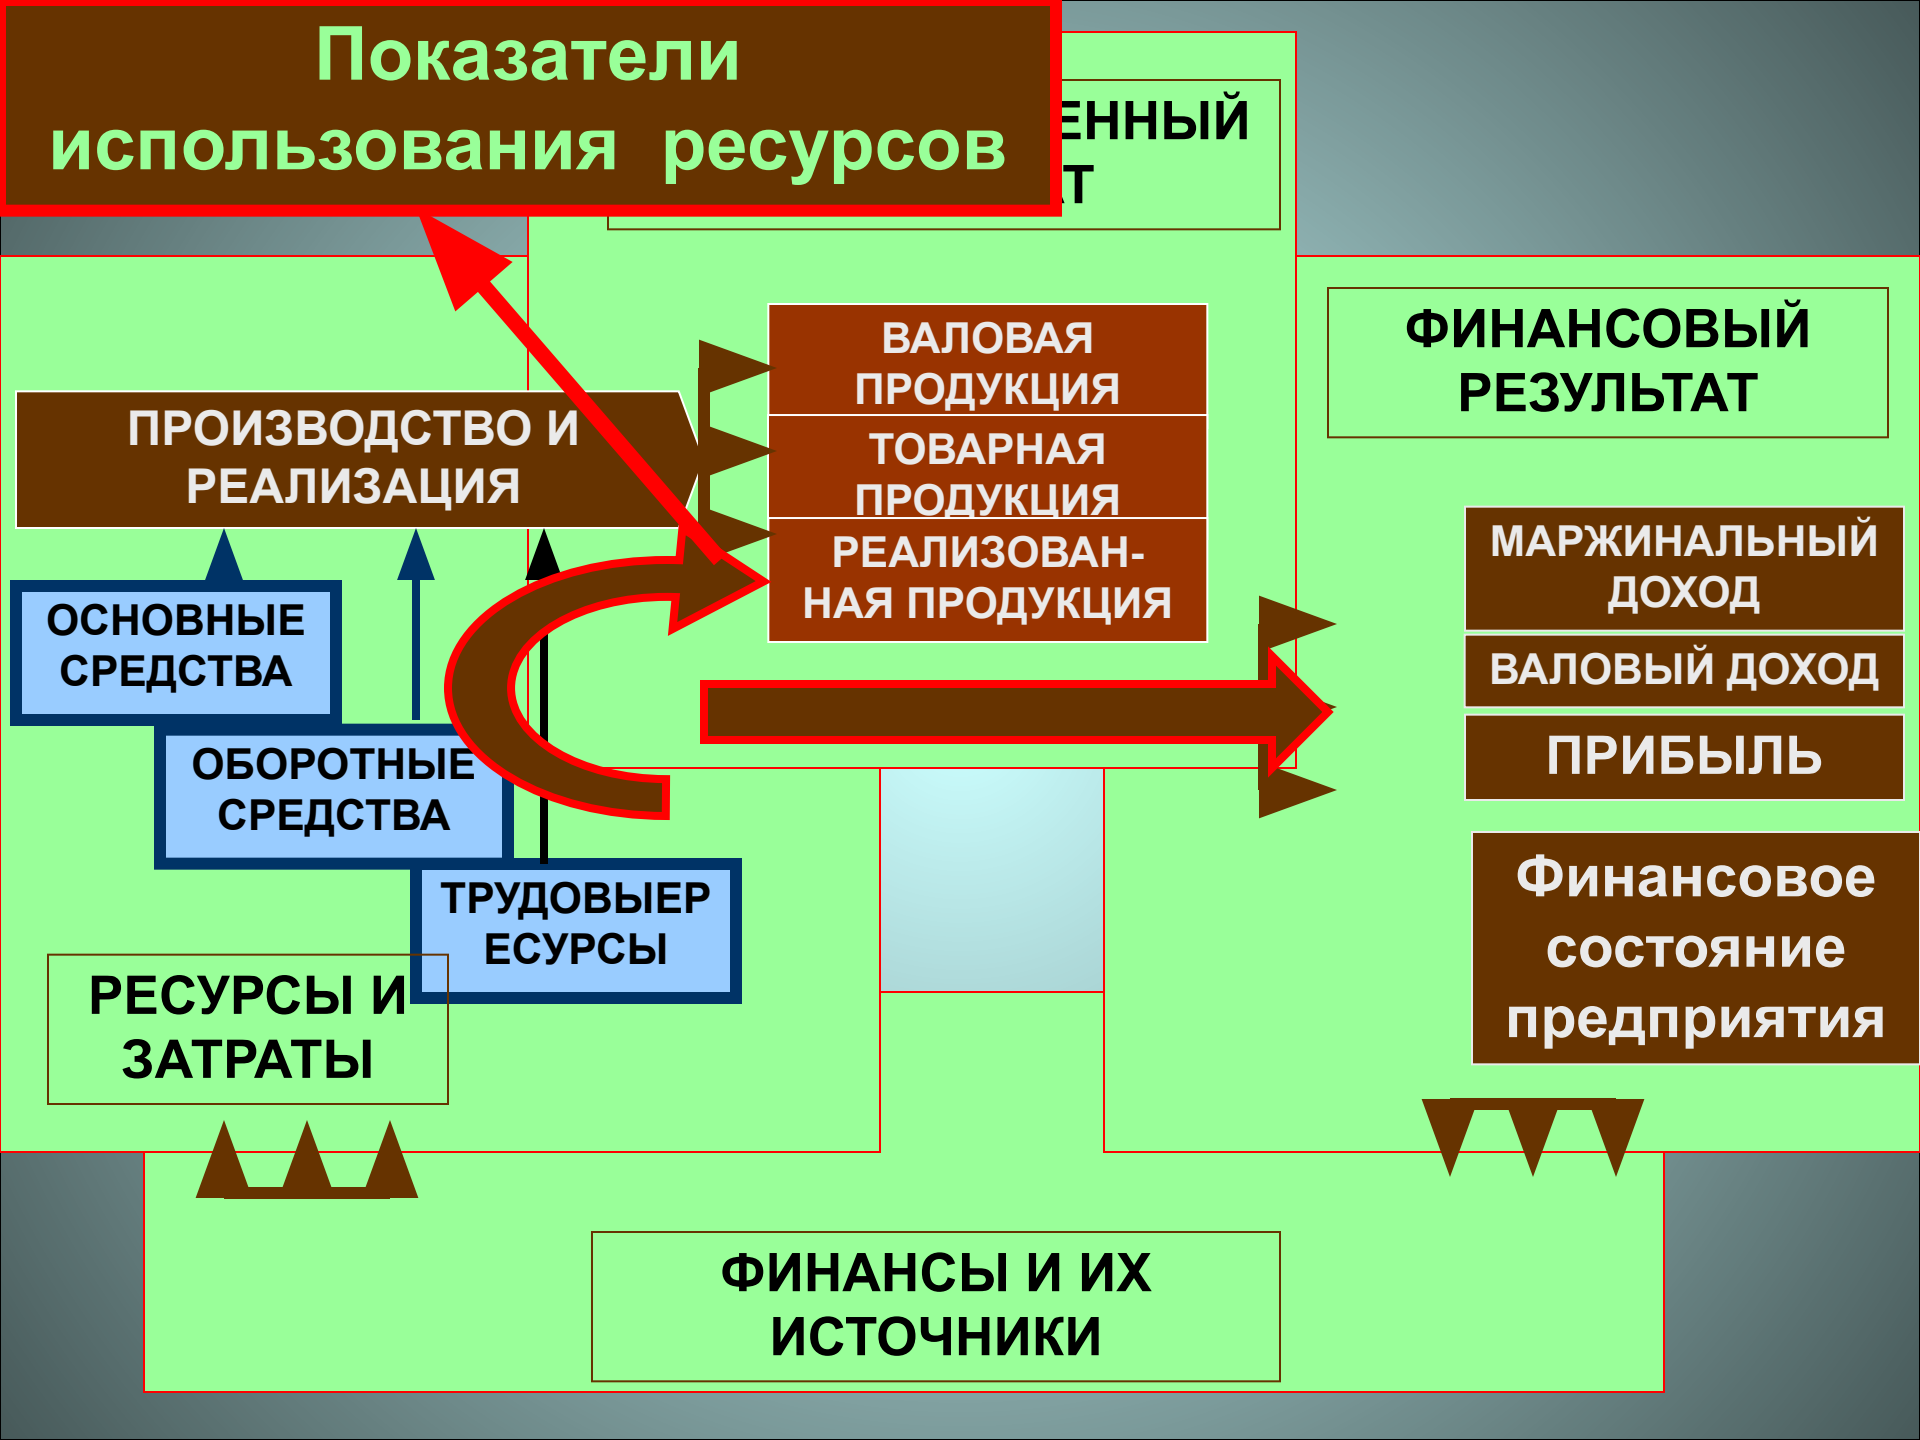 Показатели
использования ресурсов
ЕННЫЙ
Т
ФИНАНСОВЫЙ
РЕЗУЛЬТАТ
ВАЛОВАЯ
ПРОДУКЦИЯ
ТОВАРНАЯ
ПРОДУКЦИЯ
РЕАЛИЗОВАН-
НАЯ ПРОДУКЦИЯ
ПРОИЗВОДСТВО И
РЕАЛИЗАЦИЯ
ОСНОВНЫЕ
СРЕДСТВА
ОБОРОТНЫЕ
СРЕДСТВА
ТРУДОВЫЕР
ЕСУРСЫ
РЕСУРСЫ И
ЗАТРАТЫ
МАРЖИНАЛЬНЫЙ
ДОХОД
ВАЛОВЫЙ ДОХОД
ПРИБЫЛЬ
Финансовое
состояние
предприятия
ФИНАНСЫ И ИХ
ИСТОЧНИКИ